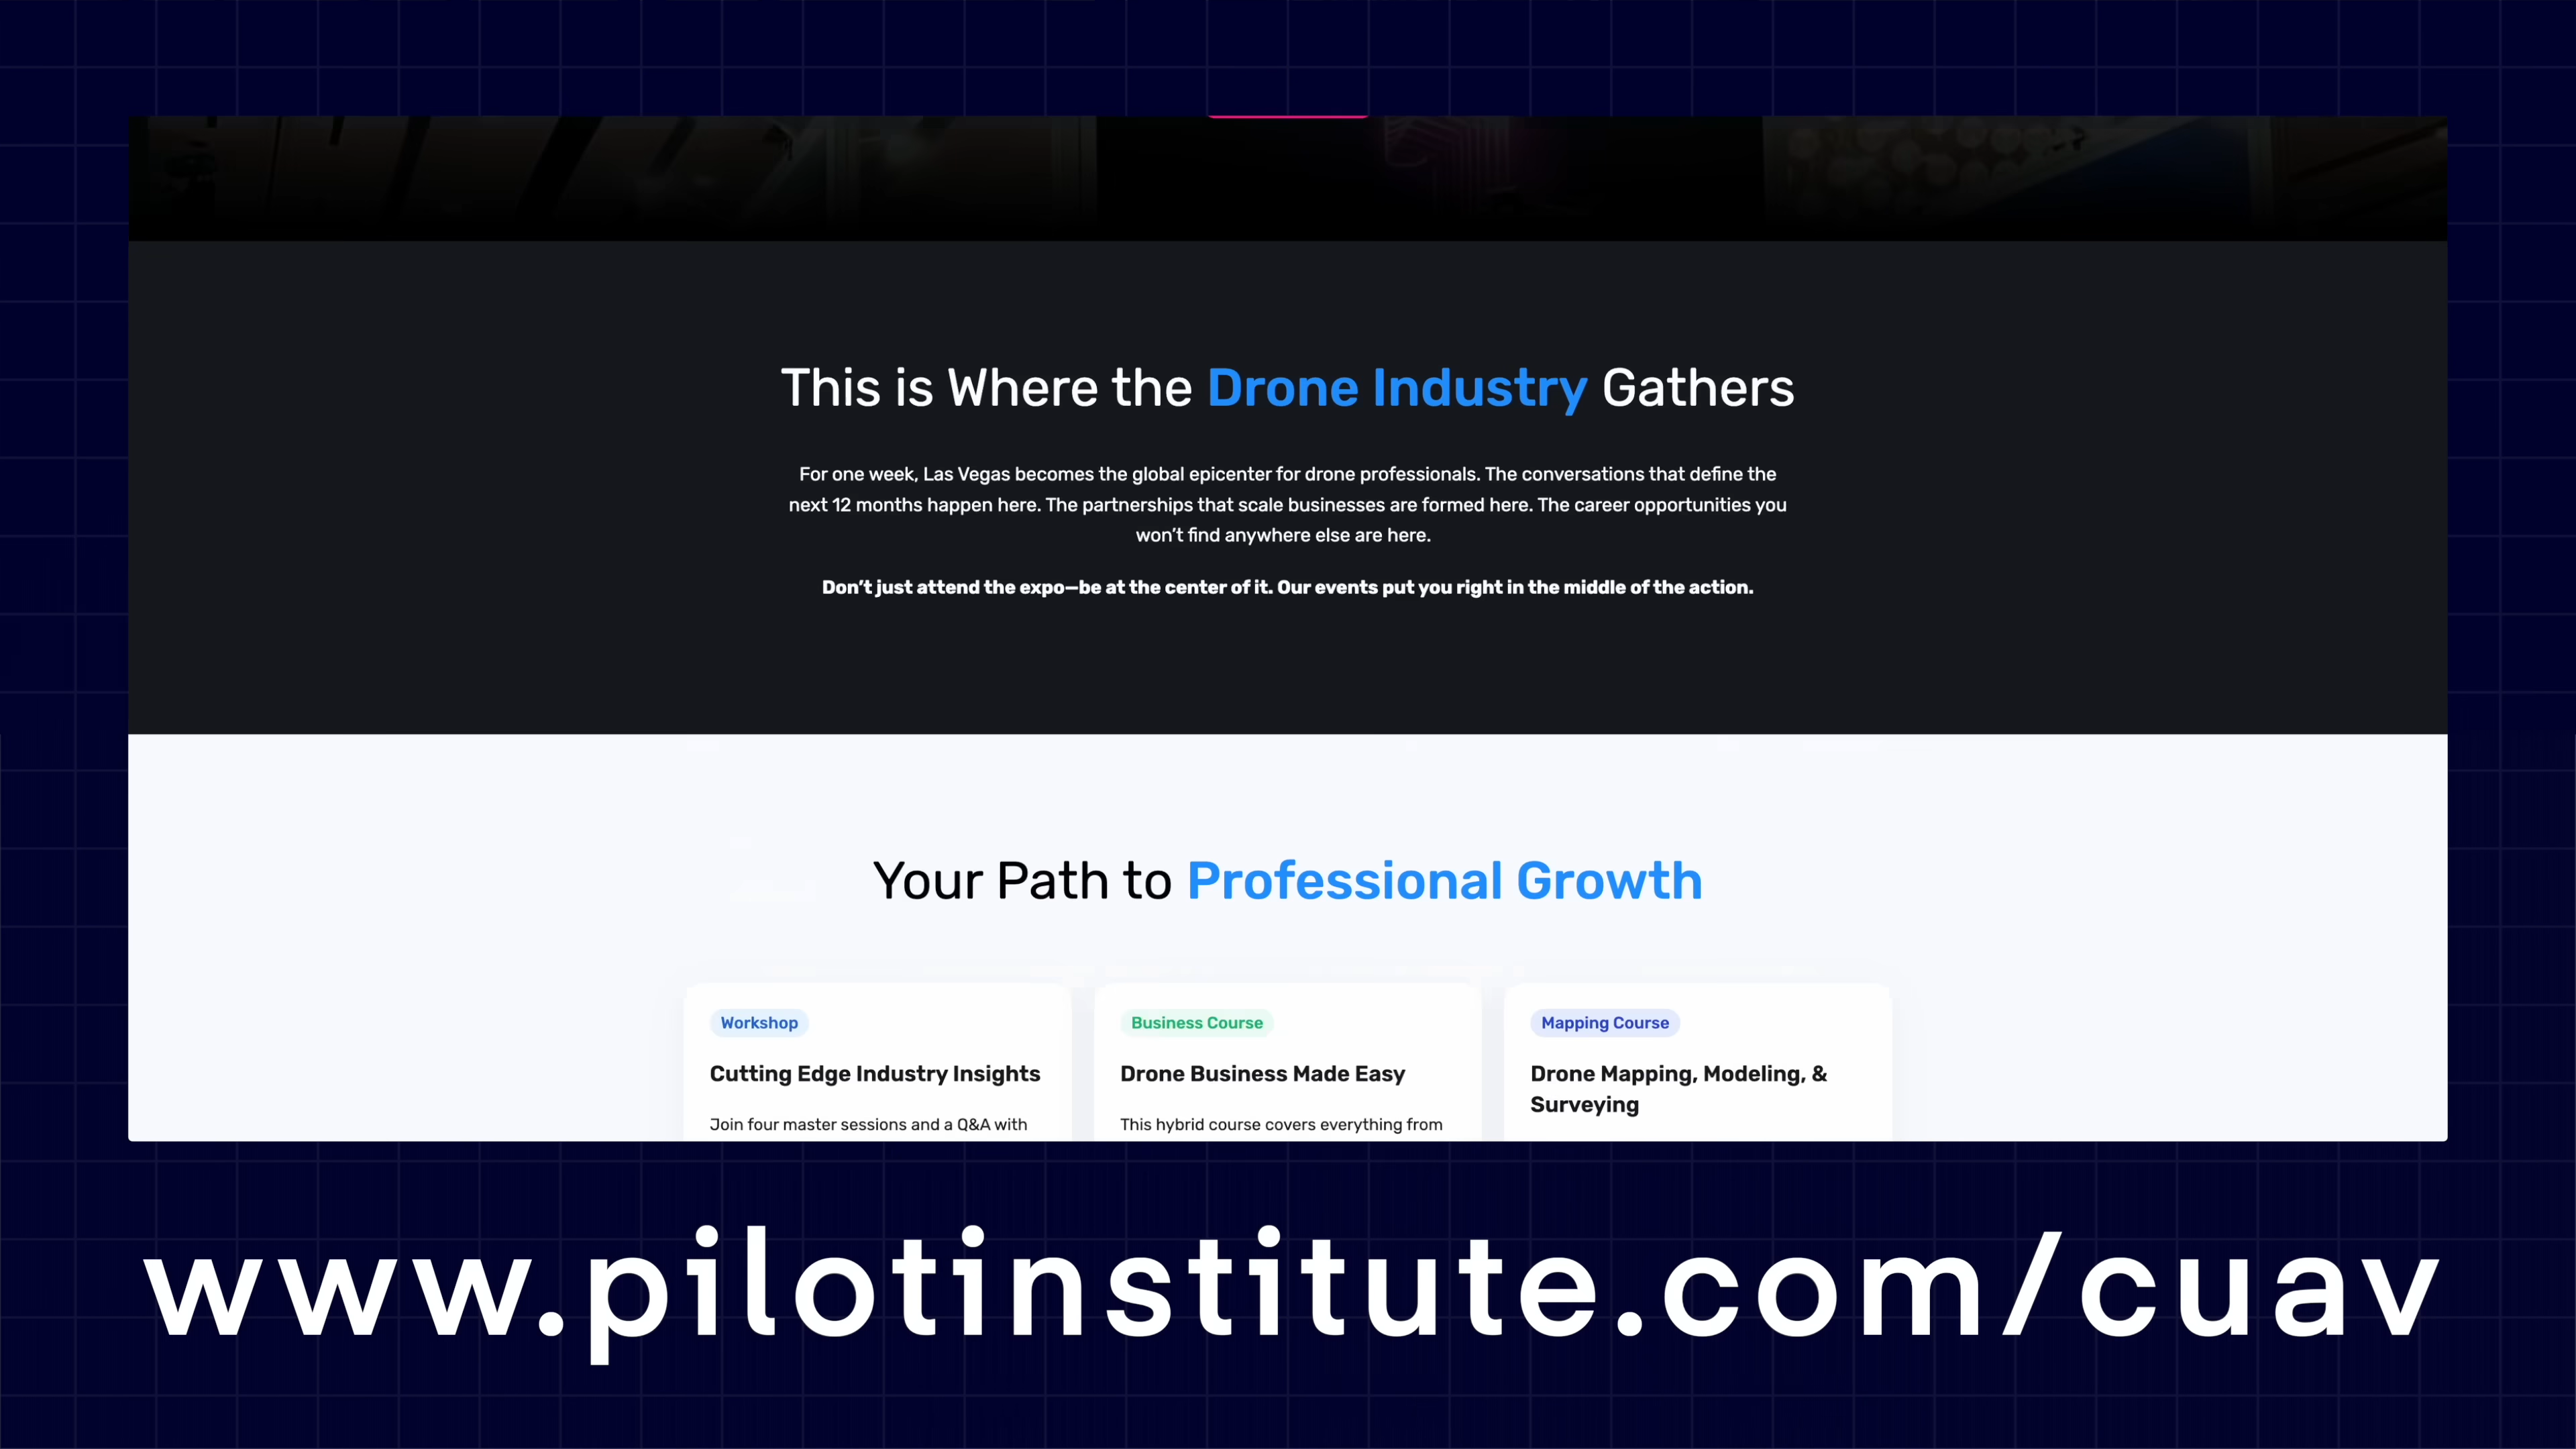 This is Where the Drone Industry Gathers
For one week, Las Vegas becomes the global epicenter for drone professionals. The conversations that define the
next 12 months happen here. The partnerships that scale businesses are formed here. The career opportunities you
won’t find anywhere else are here.
Don’t just attend the expo—be at the center of it. Our events put you right in the middle of the action.
Your Path to Professional Growth
Workshop
Cutting Edge Industry Insights
Join four master sessions and a Q&A with
Business Course
Drone Business Made Easy
This hybrid course covers everything from
Mapping Course
Drone Mapping, Modeling, &
Surveying
www.pilotinstitute.com/cuav